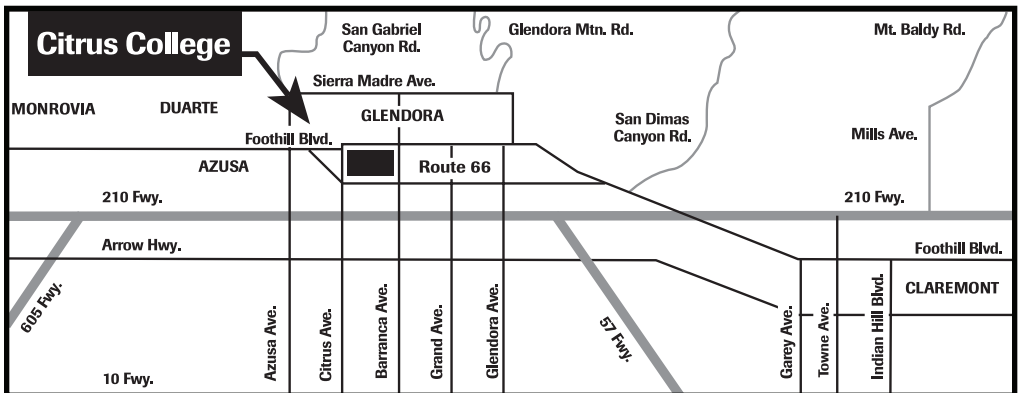 Citrus College
San Gabriel
Canyon Rd.
Glendora Mtn. Rd.
Mt. Baldy Rd.
Sierra Madre Ave.
MONROVIA
DUARTE
GLENDORA
San Dimas
Canyon Rd.
Mills Ave.
Foothill Blvd.
AZUSA
Route 66
210 Fwy.
210 Fwy.
Arrow Hwy.
Foothill Blvd.
CLAREMONT
605 Fwy.
Azusa Ave.
Citrus Ave.
Barranca Ave.
Grand Ave.
Glendora Ave.
57 Fwy.
Garey Ave.
Towne Ave.
Indian Hill Blvd.
10 Fwy.